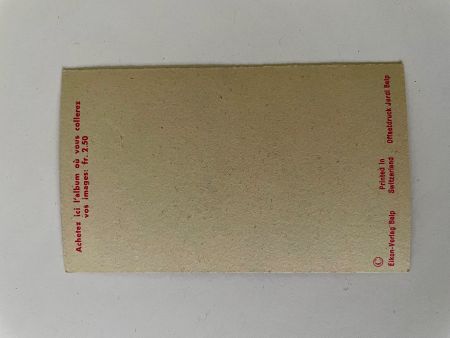 Achetez ici l'album où vous collerez
vos images: fr. 2.50
© Eikon-Verlag Belp
Printed in
Switzerland
Offsetdruck Jordi Belp